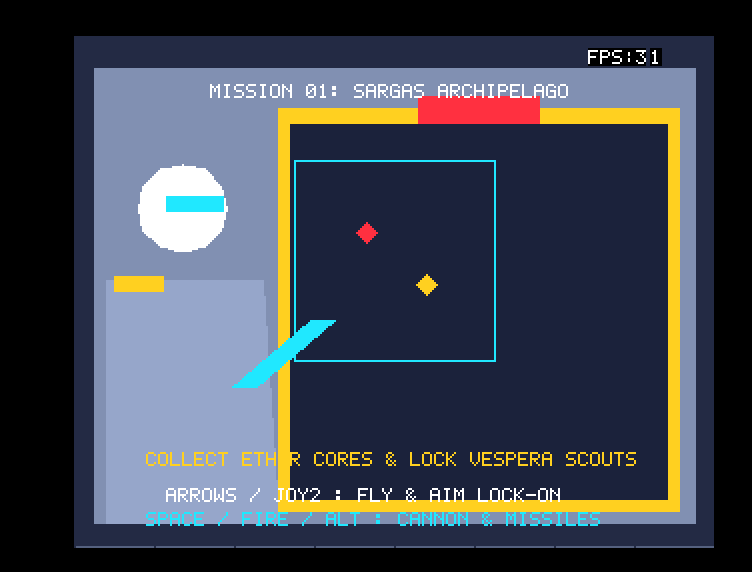 FPS:31
MISSION 01: SARGAS ARCHIPELAGO
COLLECT ETHER CORES & LOCK VESPERA SCOUTS
ARROWS / JOY2 : FLY & AIM LOCK-ON
SPACE / FIRE / ALT : CANNON & MISSILES